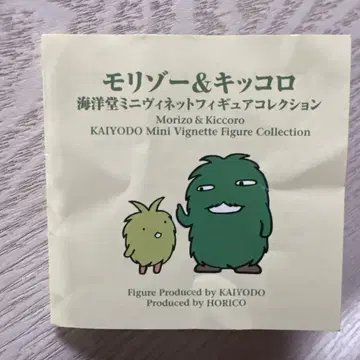 モリゾー&キッコロ
海洋堂ミニヴィネットフィギュアコレクション
Morizo & Kiccoro
KAIYODO Mini Vignette Figure Collection
Figure Produced by KAIYODO
Produced by HORICO